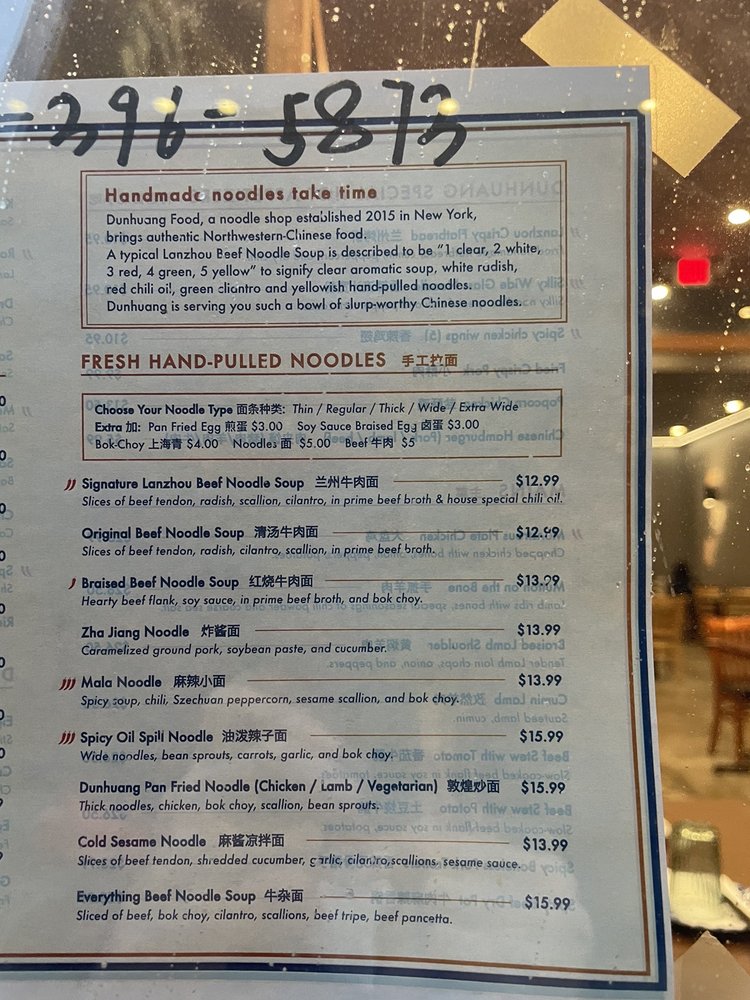 -396-5873
Handmade noodles take time
Dunhuang Food, a noodle shop established 2015 in New York,
brings authentic Northwestern-Chinese food.
A typical Lanzhou Beef Noodle Soup is described to be "1 clear, 2 white,
3 red, 4 green, 5 yellow" to signify clear aromatic soup, white radish,
red chili oil, green cliantro and yellowish hand-pulled noodles.
Dunhuang is serving you such a bowl of slurp-worthy Chinese noodles.
FRESH HAND-PULLED NOODLES 手工拉面
Choose Your Noodle Type 面条种类: Thin / Regular / Thick / Wide / Extra Wide
Extra 加: Pan Fried Egg 煎蛋 $3.00 Soy Sauce Braised Egg 卤蛋 $3.00
Bok-Choy 上海青 $4.00 Noodles 面 $5.00 Beef 牛肉 $5
Signature Lanzhou Beef Noodle Soup 兰州牛肉面 $12.99
Slices of beef tendon, radish, scallion, cilantro, in prime beef broth & house special chili oil.
Original Beef Noodle Soup 清汤牛肉面 $12.99
Slices of beef tendon, radish, cilantro, scallion, in prime beef broth.
Braised Beef Noodle Soup 红烧牛肉面 $13.99
Hearty beef flank, soy sauce, in prime beef broth, and bok choy.
Zha Jiang Noodle 炸酱面 $13.99
Caramelized ground pork, soybean paste, and cucumber.
Mala Noodle 麻辣小面 $13.99
Spicy soup, chili, Szechuan peppercorn, sesame scallion, and bok choy.
Spicy Oil Spill Noodle 油泼辣子面 $15.99
Wide noodles, bean sprouts, carrots, garlic, and bok choy.
Dunhuang Pan Fried Noodle (Chicken / Lamb / Vegetarian) 敦煌炒面 $15.99
Thick noodles, chicken, bok choy, scallion, bean sprouts.
Cold Sesame Noodle 麻酱凉拌面 $13.99
Slices of beef tendon, shredded cucumber, garlic, cilantro,scallions, sesame sauce.
Everything Beef Noodle Soup 牛杂面 $15.99
Sliced of beef, bok choy, cilantro, scallions, beef tripe, beef pancetta.